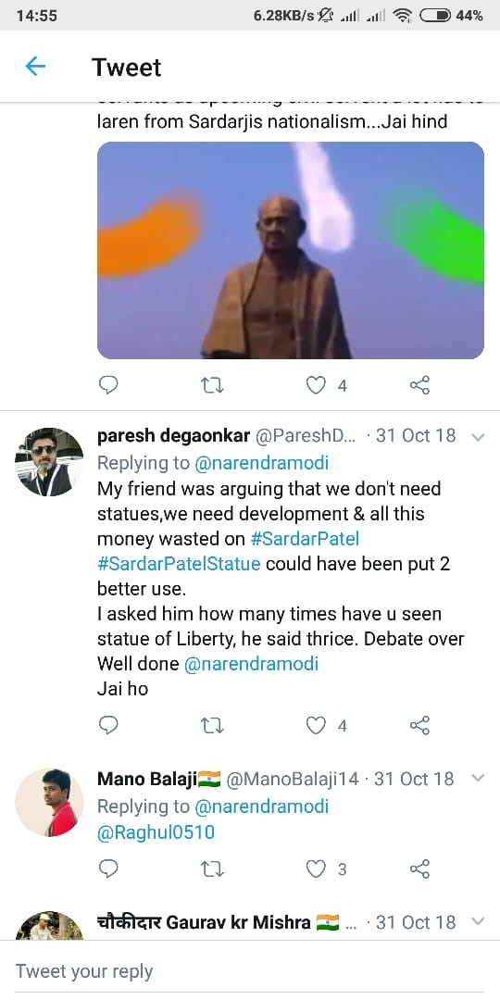 14:55 6.28KB/s 44%
Tweet
laren from Sardarjis nationalism...Jai hind
4
paresh degaonkar @PareshD... · 31 Oct 18
Replying to @narendramodi
My friend was arguing that we don't need
statues,we need development & all this
money wasted on #SardarPatel
#SardarPatelStatue could have been put 2
better use.
I asked him how many times have u seen
statue of Liberty, he said thrice. Debate over
Well done @narendramodi
Jai ho
4
Mano Balaji🇮🇳 @ManoBalaji14 · 31 Oct 18
Replying to @narendramodi
@Raghul0510
3
चौकीदार Gaurav kr Mishra 🇮🇳 ... · 31 Oct 18
Tweet your reply